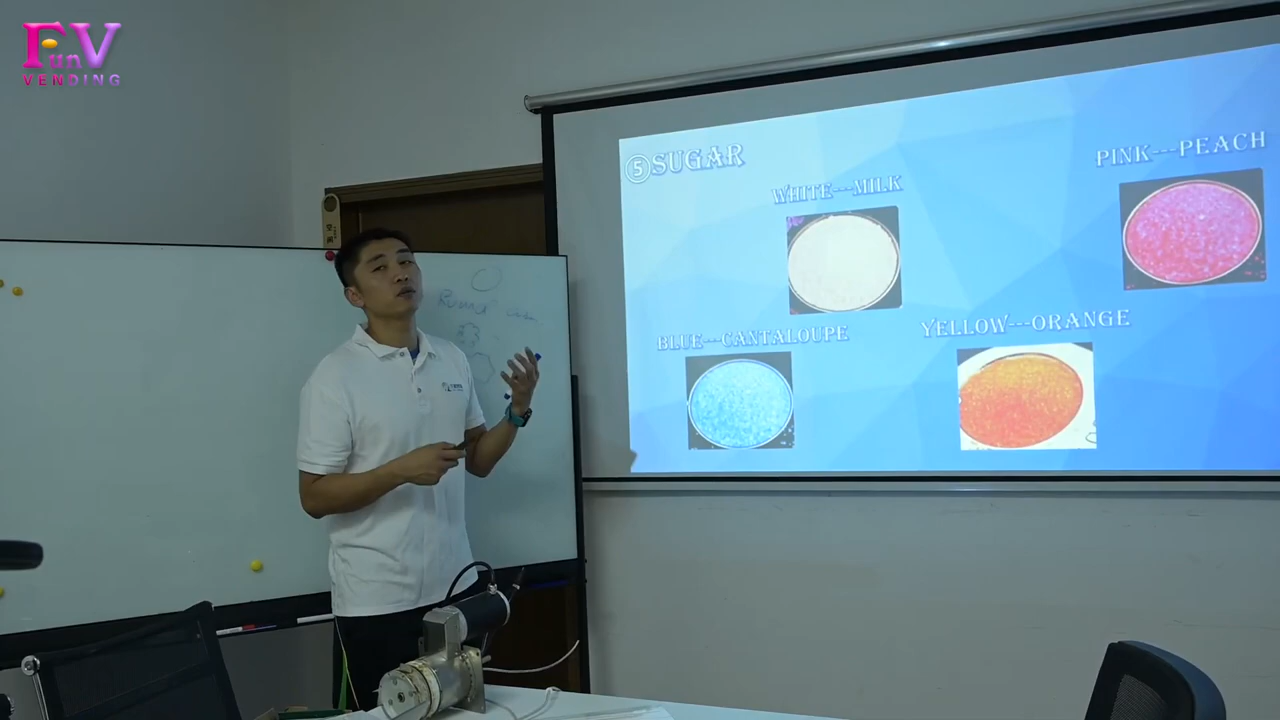 FunV
VENDING
⑤SUGAR
WHITE---MILK
PINK---PEACH
BLUE---CANTALOUPE
YELLOW---ORANGE